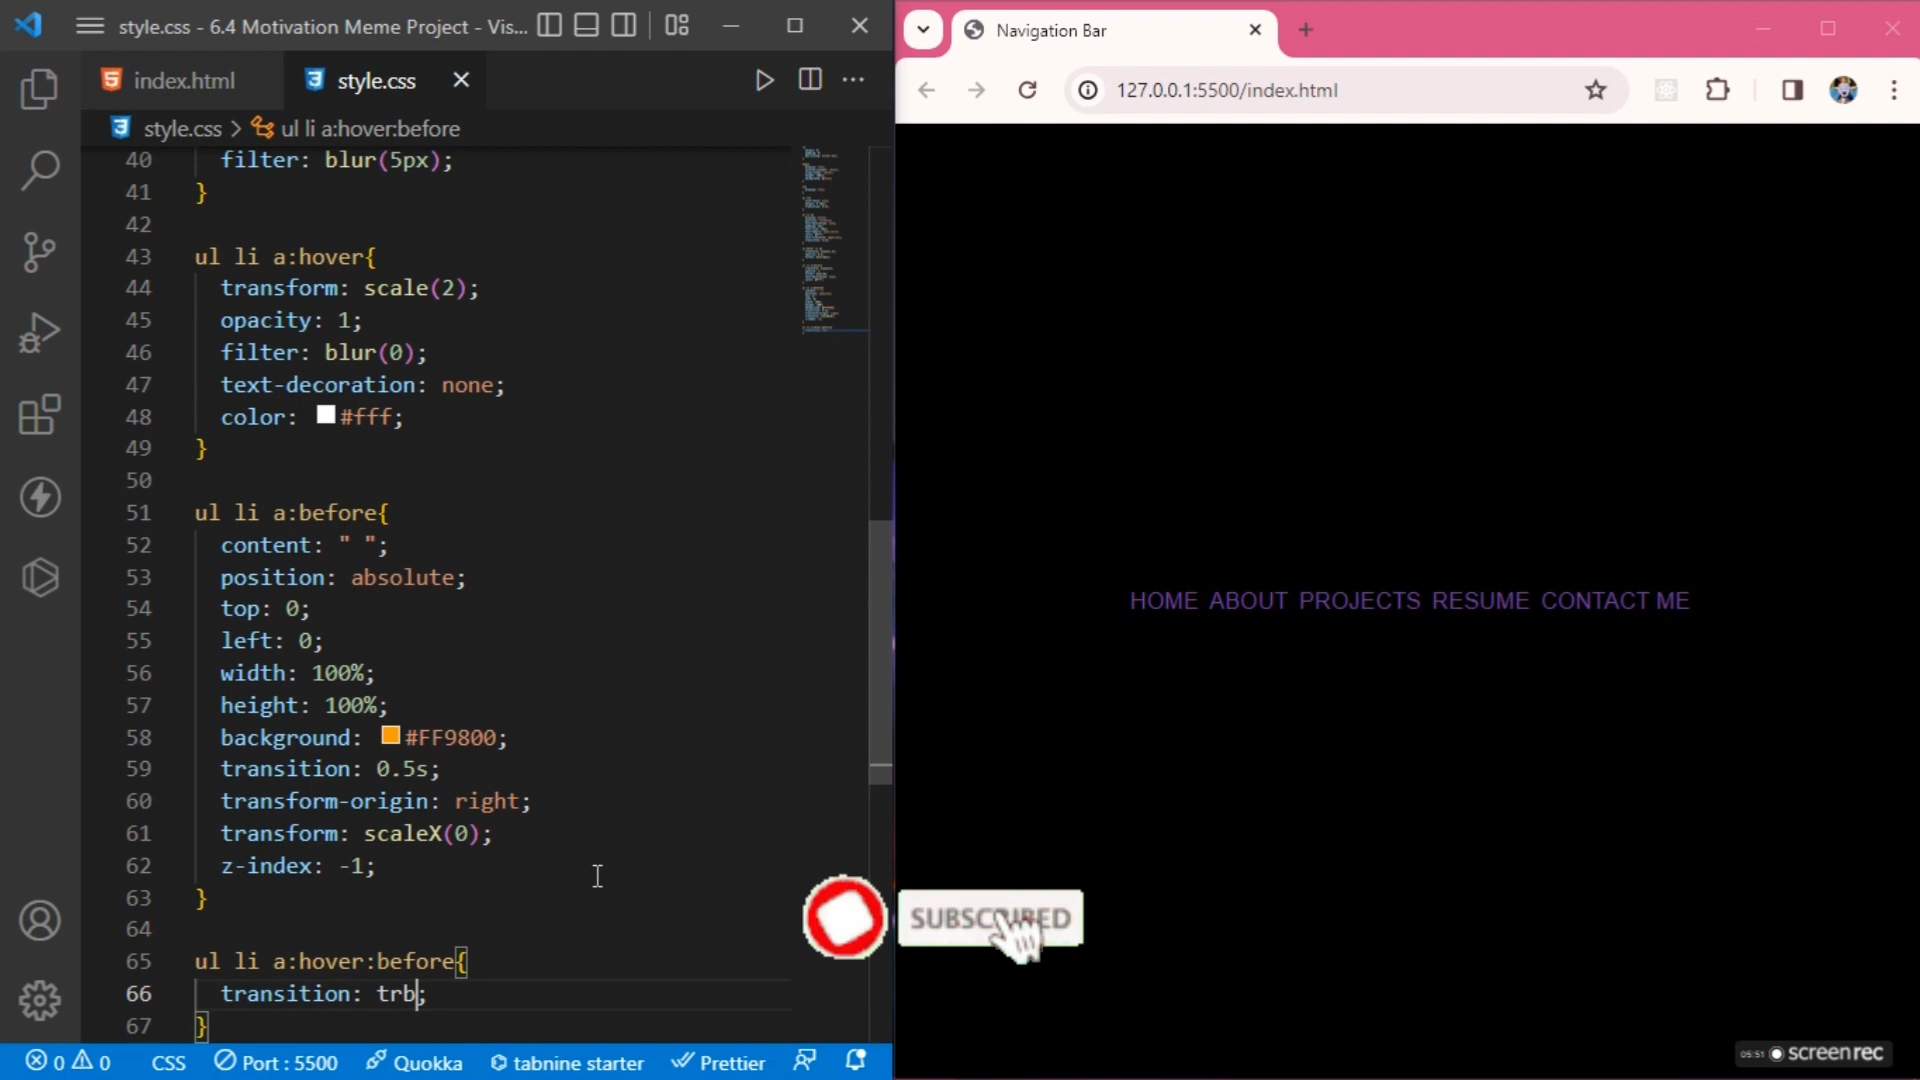 style.css - 6.4 Motivation Meme Project - Vis...
index.html
style.css
style.css > ul li a:hover:before
40 filter: blur(5px);
41 }
42
43 ul li a:hover{
44 transform: scale(2);
45 opacity: 1;
46 filter: blur(0);
47 text-decoration: none;
48 color: #fff;
49 }
50
51 ul li a:before{
52 content: " ";
53 position: absolute;
54 top: 0;
55 left: 0;
56 width: 100%;
57 height: 100%;
58 background: #FF9800;
59 transition: 0.5s;
60 transform-origin: right;
61 transform: scaleX(0);
62 z-index: -1;
63 }
64
65 ul li a:hover:before{
66 transition: trb;
67 }
0 0 CSS Port : 5500 Quokka tabnine starter Prettier
Navigation Bar
127.0.0.1:5500/index.html
HOME ABOUT PROJECTS RESUME CONTACT ME
SUBSCRIBED
05:51 screenrec